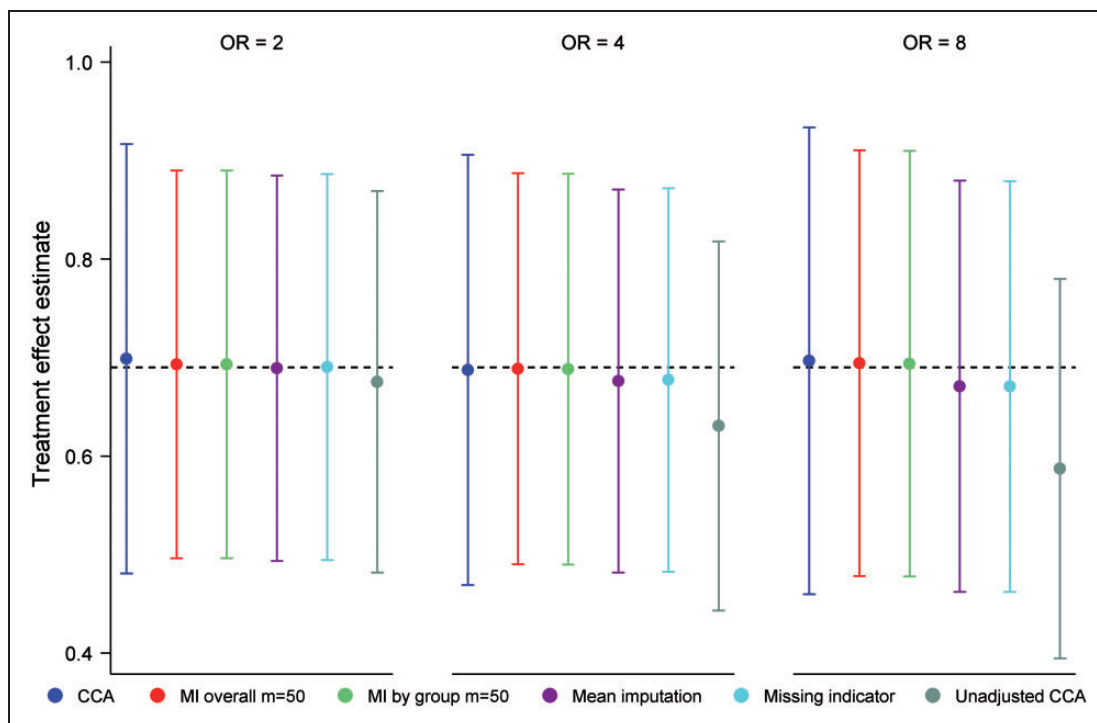 OR = 2
OR = 4
OR = 8
1.0
0.8
0.6
0.4
Treatment effect estimate
CCA MI overall m=50 MI by group m=50 Mean imputation Missing indicator Unadjusted CCA